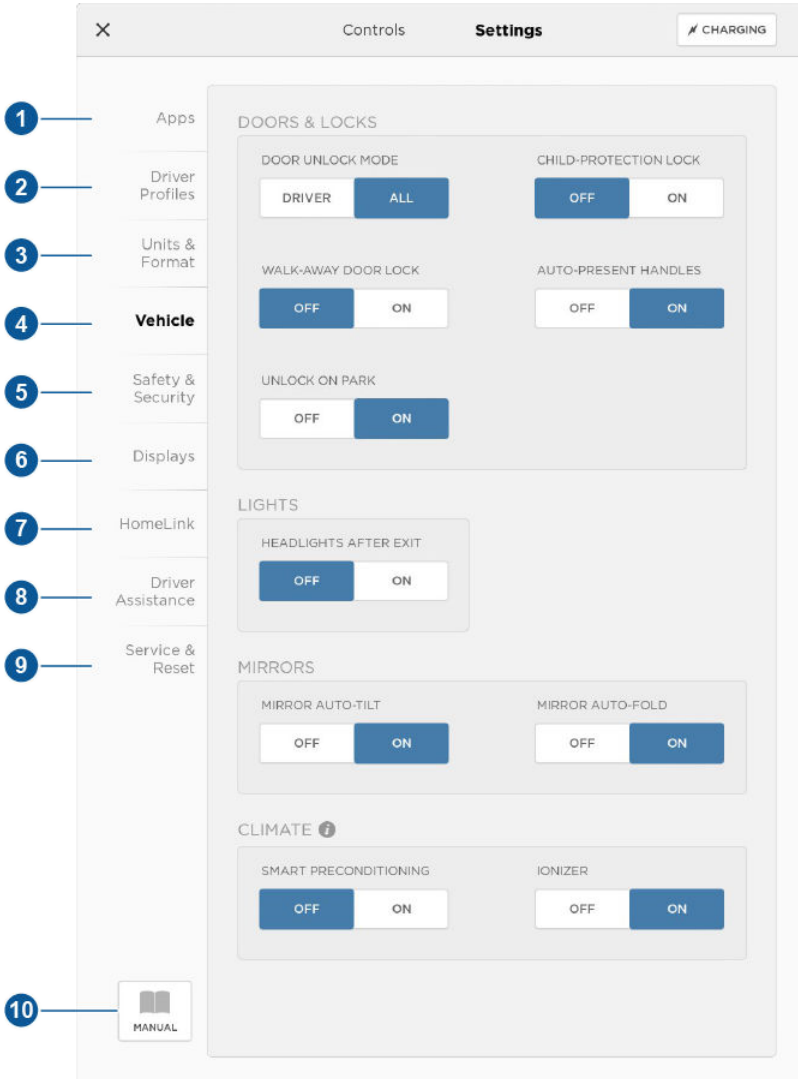 Controls
Settings
CHARGING
1
Apps
2
Driver
Profiles
3
Units &
Format
4
Vehicle
5
Safety &
Security
6
Displays
7
HomeLink
8
Driver
Assistance
9
Service &
Reset
10
MANUAL
DOORS & LOCKS
DOOR UNLOCK MODE
DRIVER
ALL
CHILD-PROTECTION LOCK
OFF
ON
WALK-AWAY DOOR LOCK
OFF
ON
AUTO-PRESENT HANDLES
OFF
ON
UNLOCK ON PARK
OFF
ON
LIGHTS
HEADLIGHTS AFTER EXIT
OFF
ON
MIRRORS
MIRROR AUTO-TILT
OFF
ON
MIRROR AUTO-FOLD
OFF
ON
CLIMATE i
SMART PRECONDITIONING
OFF
ON
IONIZER
OFF
ON